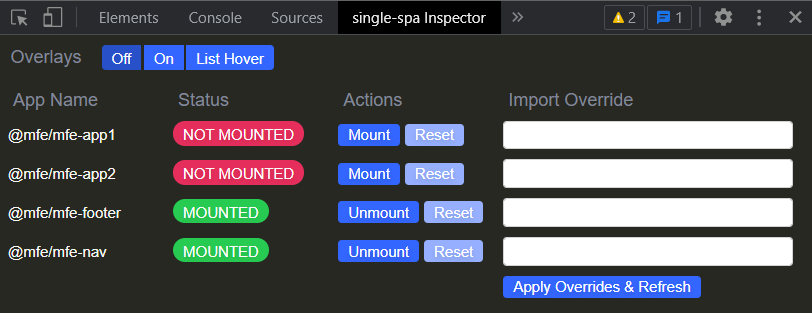 Elements Console Sources single-spa Inspector » 2 1
Overlays Off On List Hover
App Name Status Actions Import Override
@mfe/mfe-app1 NOT MOUNTED Mount Reset
@mfe/mfe-app2 NOT MOUNTED Mount Reset
@mfe/mfe-footer MOUNTED Unmount Reset
@mfe/mfe-nav MOUNTED Unmount Reset
Apply Overrides & Refresh